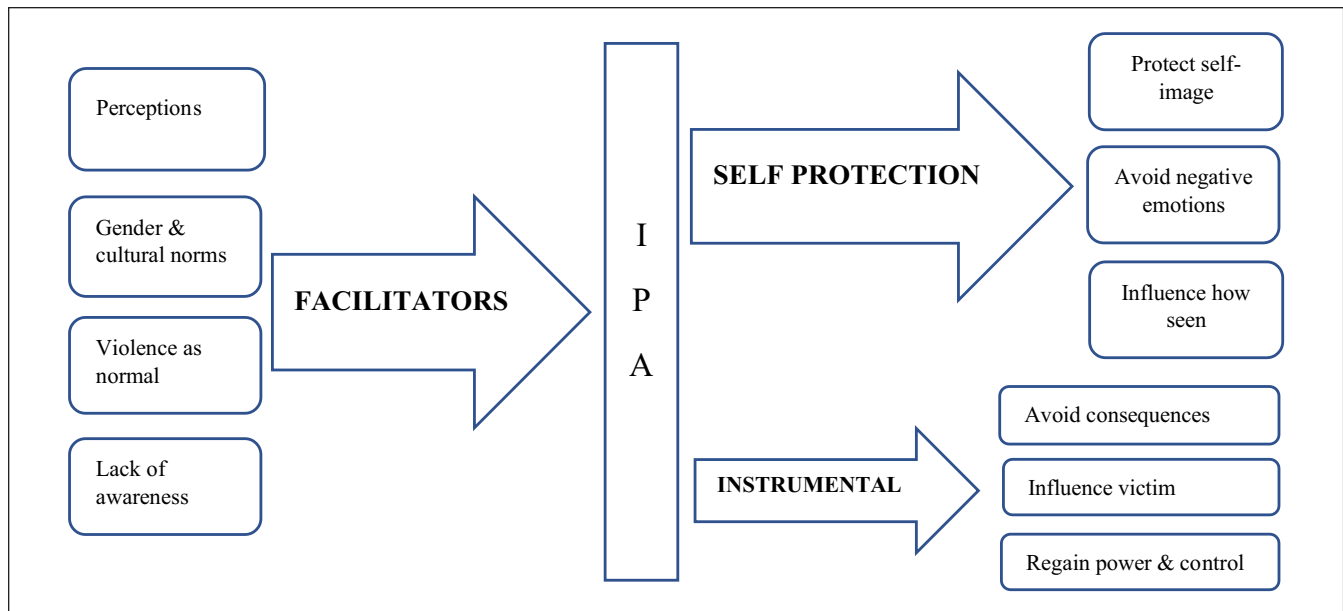 Perceptions
Gender &
cultural norms
Violence as
normal
Lack of
awareness
FACILITATORS
I
P
A
SELF PROTECTION
Protect self-
image
Avoid negative
emotions
Influence how
seen
INSTRUMENTAL
Avoid consequences
Influence victim
Regain power & control